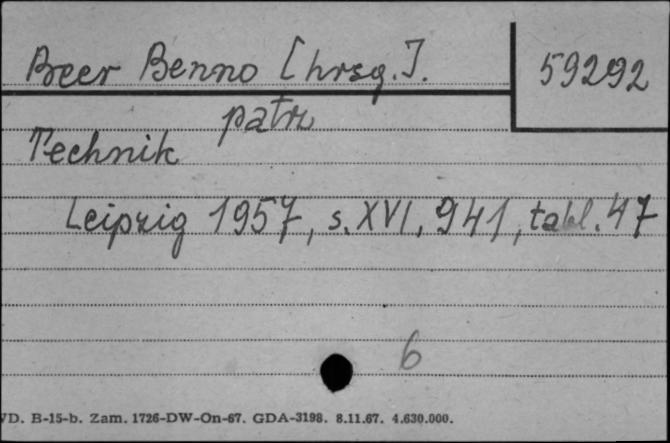 Beer Benno [hrsg.].
59292
patrz
Technik
Leipzig 1957, s. XVI, 941, tabl. 47
6
VD. B-15-b. Zam. 1726-DW-On-67. GDA-3198. 8.11.67. 4.630.000.